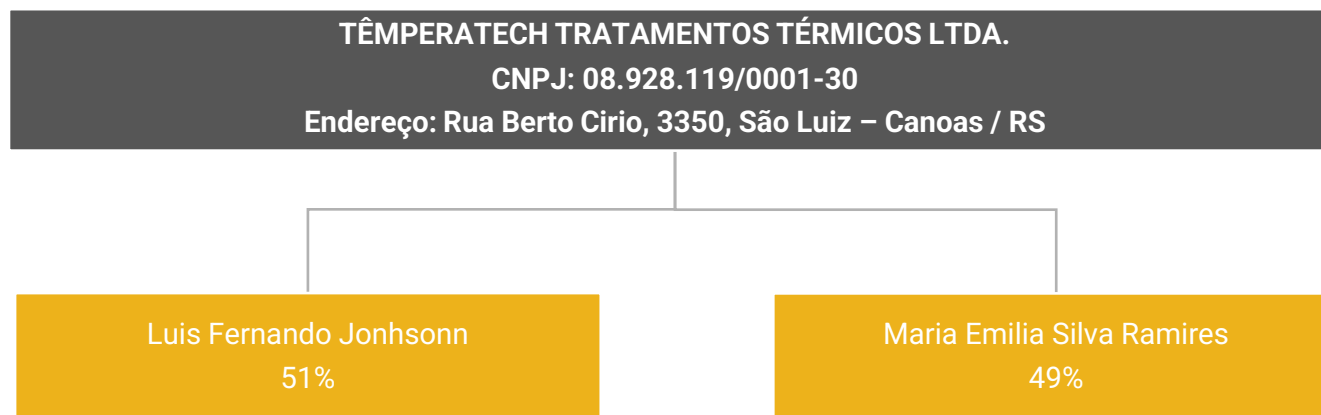 TÊMPERATECH TRATAMENTOS TÉRMICOS LTDA.
CNPJ: 08.928.119/0001-30
Endereço: Rua Berto Cirio, 3350, São Luiz – Canoas / RS
Luis Fernando Jonhsonn
51%
Maria Emilia Silva Ramires
49%